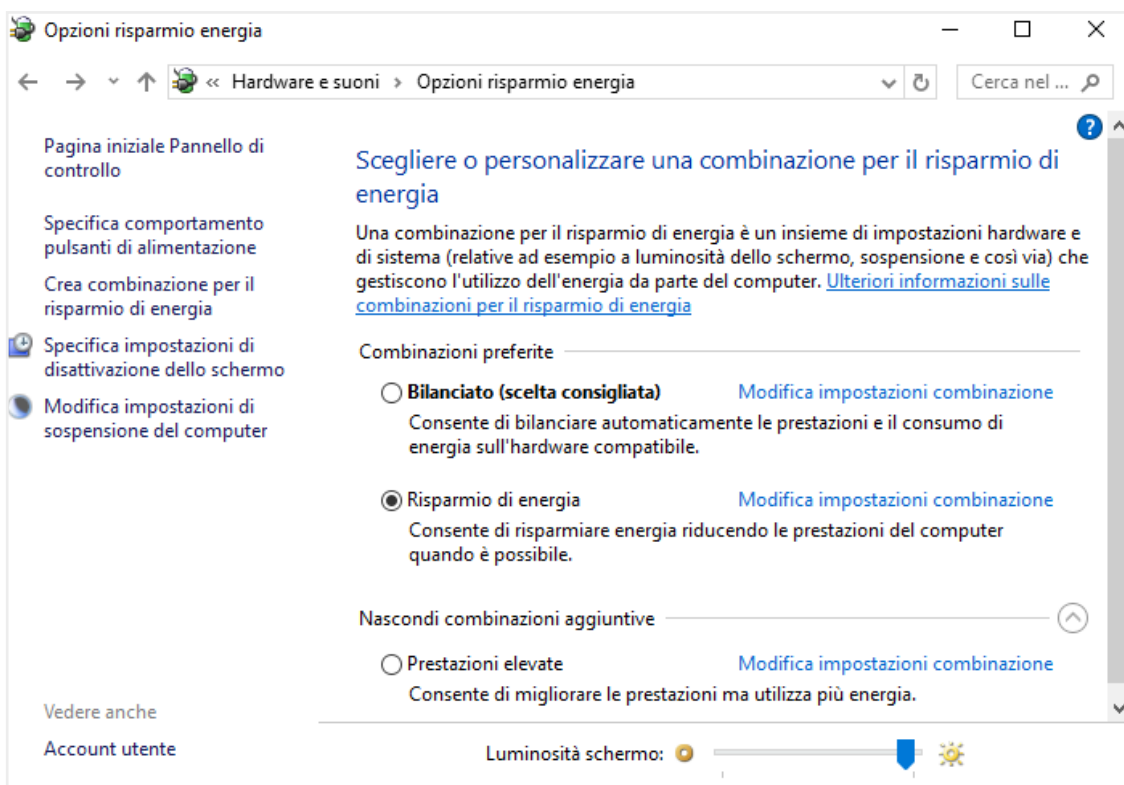 Opzioni risparmio energia
« Hardware e suoni > Opzioni risparmio energia
Cerca nel ...
Pagina iniziale Pannello di
controllo
Specifica comportamento
pulsanti di alimentazione
Crea combinazione per il
risparmio di energia
Specifica impostazioni di
disattivazione dello schermo
Modifica impostazioni di
sospensione del computer
Vedere anche
Account utente
?
Scegliere o personalizzare una combinazione per il risparmio di
energia
Una combinazione per il risparmio di energia è un insieme di impostazioni hardware e
di sistema (relative ad esempio a luminosità dello schermo, sospensione e così via) che
gestiscono l'utilizzo dell'energia da parte del computer. Ulteriori informazioni sulle
combinazioni per il risparmio di energia
Combinazioni preferite
Bilanciato (scelta consigliata) Modifica impostazioni combinazione
Consente di bilanciare automaticamente le prestazioni e il consumo di
energia sull'hardware compatibile.
Risparmio di energia Modifica impostazioni combinazione
Consente di risparmiare energia riducendo le prestazioni del computer
quando è possibile.
Nascondi combinazioni aggiuntive
Prestazioni elevate Modifica impostazioni combinazione
Consente di migliorare le prestazioni ma utilizza più energia.
Luminosità schermo: